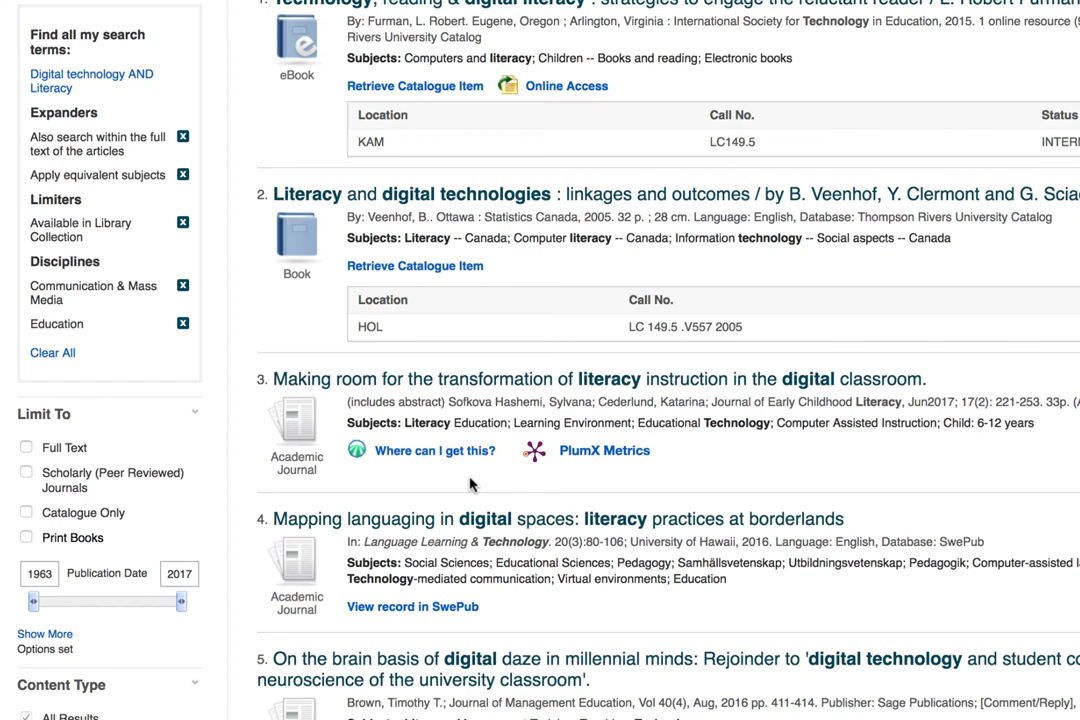 Find all my search
terms:
Digital technology AND
Literacy
Expanders
Also search within the full
text of the articles
Apply equivalent subjects
Limiters
Available in Library
Collection
Disciplines
Communication & Mass
Media
Education
Clear All
Limit To
Full Text
Scholarly (Peer Reviewed)
Journals
Catalogue Only
Print Books
1963 Publication Date 2017
Show More
Options set
Content Type
All Results
1. Technology, reading & digital literacy : strategies to engage the reluctant reader / L. Robert Furman
By: Furman, L. Robert. Eugene, Oregon ; Arlington, Virginia : International Society for Technology in Education, 2015. 1 online resource
Rivers University Catalog
Subjects: Computers and literacy; Children -- Books and reading; Electronic books
eBook
Retrieve Catalogue Item Online Access
Location Call No. Status
KAM LC149.5
2. Literacy and digital technologies : linkages and outcomes / by B. Veenhof, Y. Clermont and G.
By: Veenhof, B.. Ottawa : Statistics Canada, 2005. 32 p. ; 28 cm. Language: English, Database: Thompson Rivers University Catalog
Subjects: Literacy -- Canada; Computer literacy -- Canada; Information technology -- Social aspects -- Canada
Book
Retrieve Catalogue Item
Location Call No.
HOL LC 149.5 .V557 2005
3. Making room for the transformation of literacy instruction in the digital classroom.
(includes abstract) Sofkova Hashemi, Sylvana; Cederlund, Katarina; Journal of Early Childhood Literacy, Jun2017; 17(2): 221-253. 33p.
Subjects: Literacy Education; Learning Environment; Educational Technology; Computer Assisted Instruction; Child: 6-12 years
Academic
Journal
Where can I get this? PlumX Metrics
4. Mapping languaging in digital spaces: literacy practices at borderlands
In: Language Learning & Technology. 20(3):80-106; University of Hawaii, 2016. Language: English, Database: SwePub
Subjects: Social Sciences; Educational Sciences; Pedagogy; Samhällsvetenskap; Utbildningsvetenskap; Pedagogik; Computer-assisted
Technology-mediated communication; Virtual environments; Education
Academic
Journal
View record in SwePub
5. On the brain basis of digital daze in millennial minds: Rejoinder to 'digital technology and student
neuroscience of the university classroom'.
Brown, Timothy T.; Journal of Management Education, Vol 40(4), Aug, 2016 pp. 411-414. Publisher: Sage Publications; [Comment/Reply],